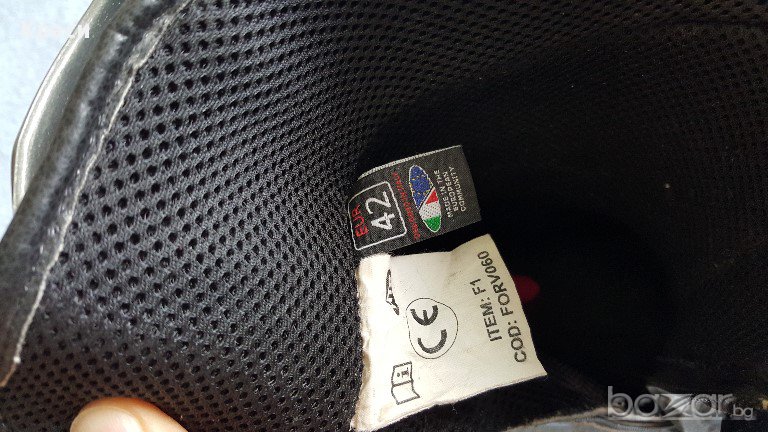 EUR
42
MADE IN THE
EUROPEAN
COMMUNITY
CE
i
ITEM: F1
COD: FORV060
bazar.bg